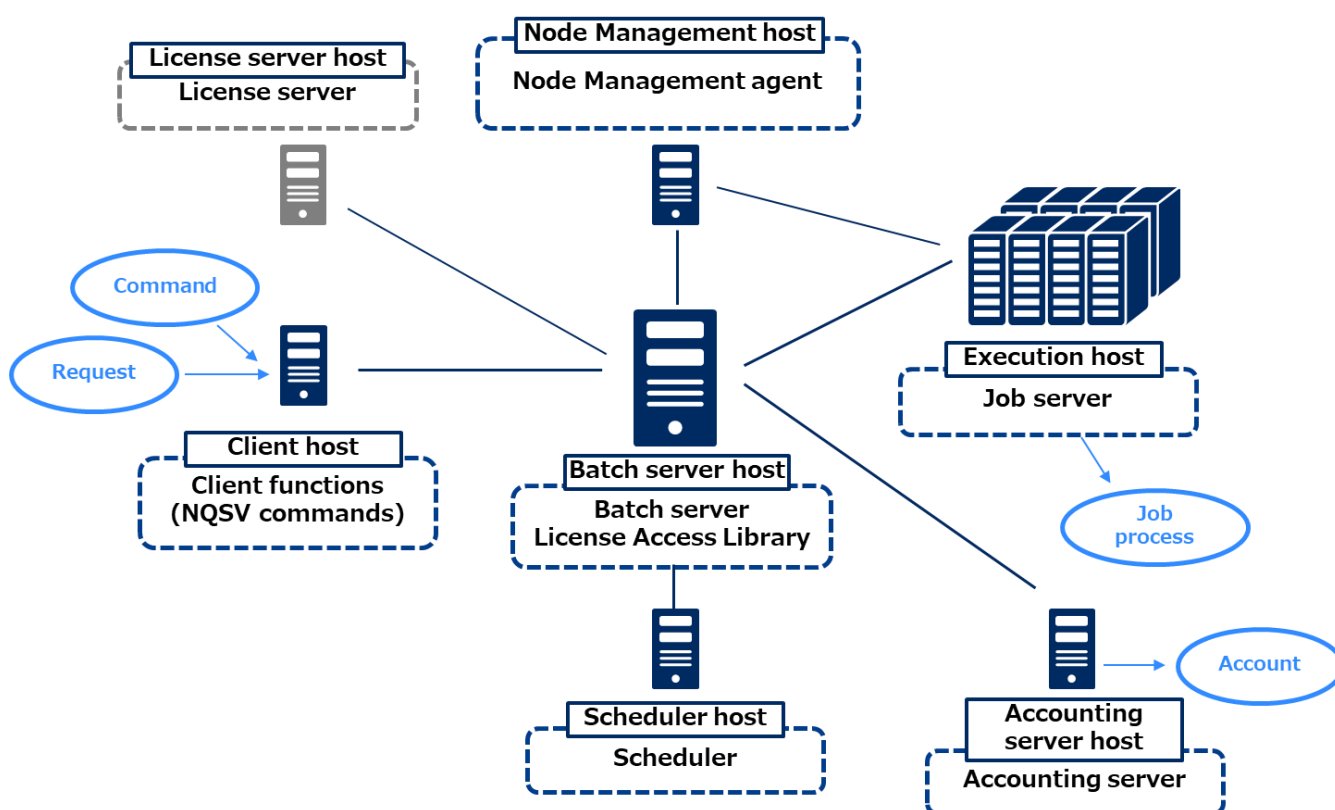 Node Management host
Node Management agent
License server host
License server
Command
Request
Client host
Client functions
(NQSV commands)
Batch server host
Batch server
License Access Library
Execution host
Job server
Job
process
Scheduler host
Scheduler
Account
Accounting
server host
Accounting server